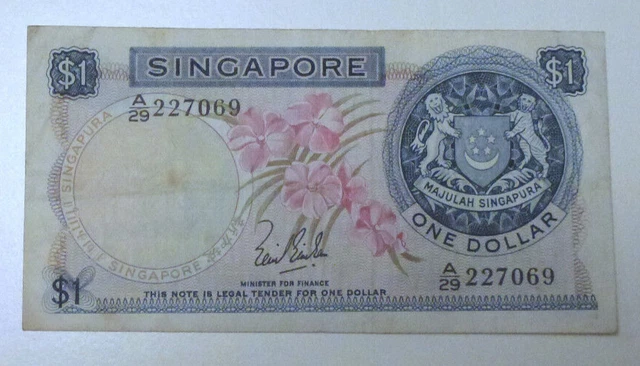 $1
SINGAPORE
$1
A/29 227069
SINGAPURA
SINGAPORE
MAJULAH SINGAPURA
ONE DOLLAR
A/29 227069
MINISTER FOR FINANCE
$1
THIS NOTE IS LEGAL TENDER FOR ONE DOLLAR